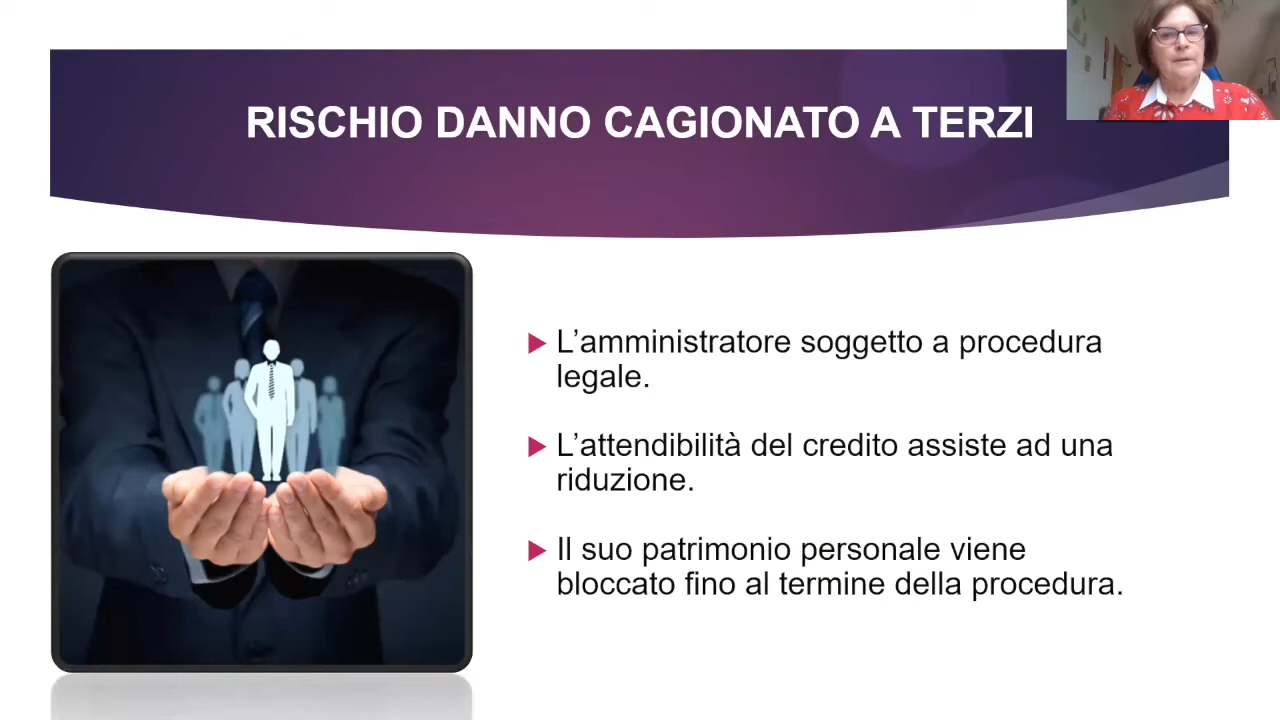 RISCHIO DANNO CAGIONATO A TERZI
L’amministratore soggetto a procedura
legale.
L’attendibilità del credito assiste ad una
riduzione.
Il suo patrimonio personale viene
bloccato fino al termine della procedura.